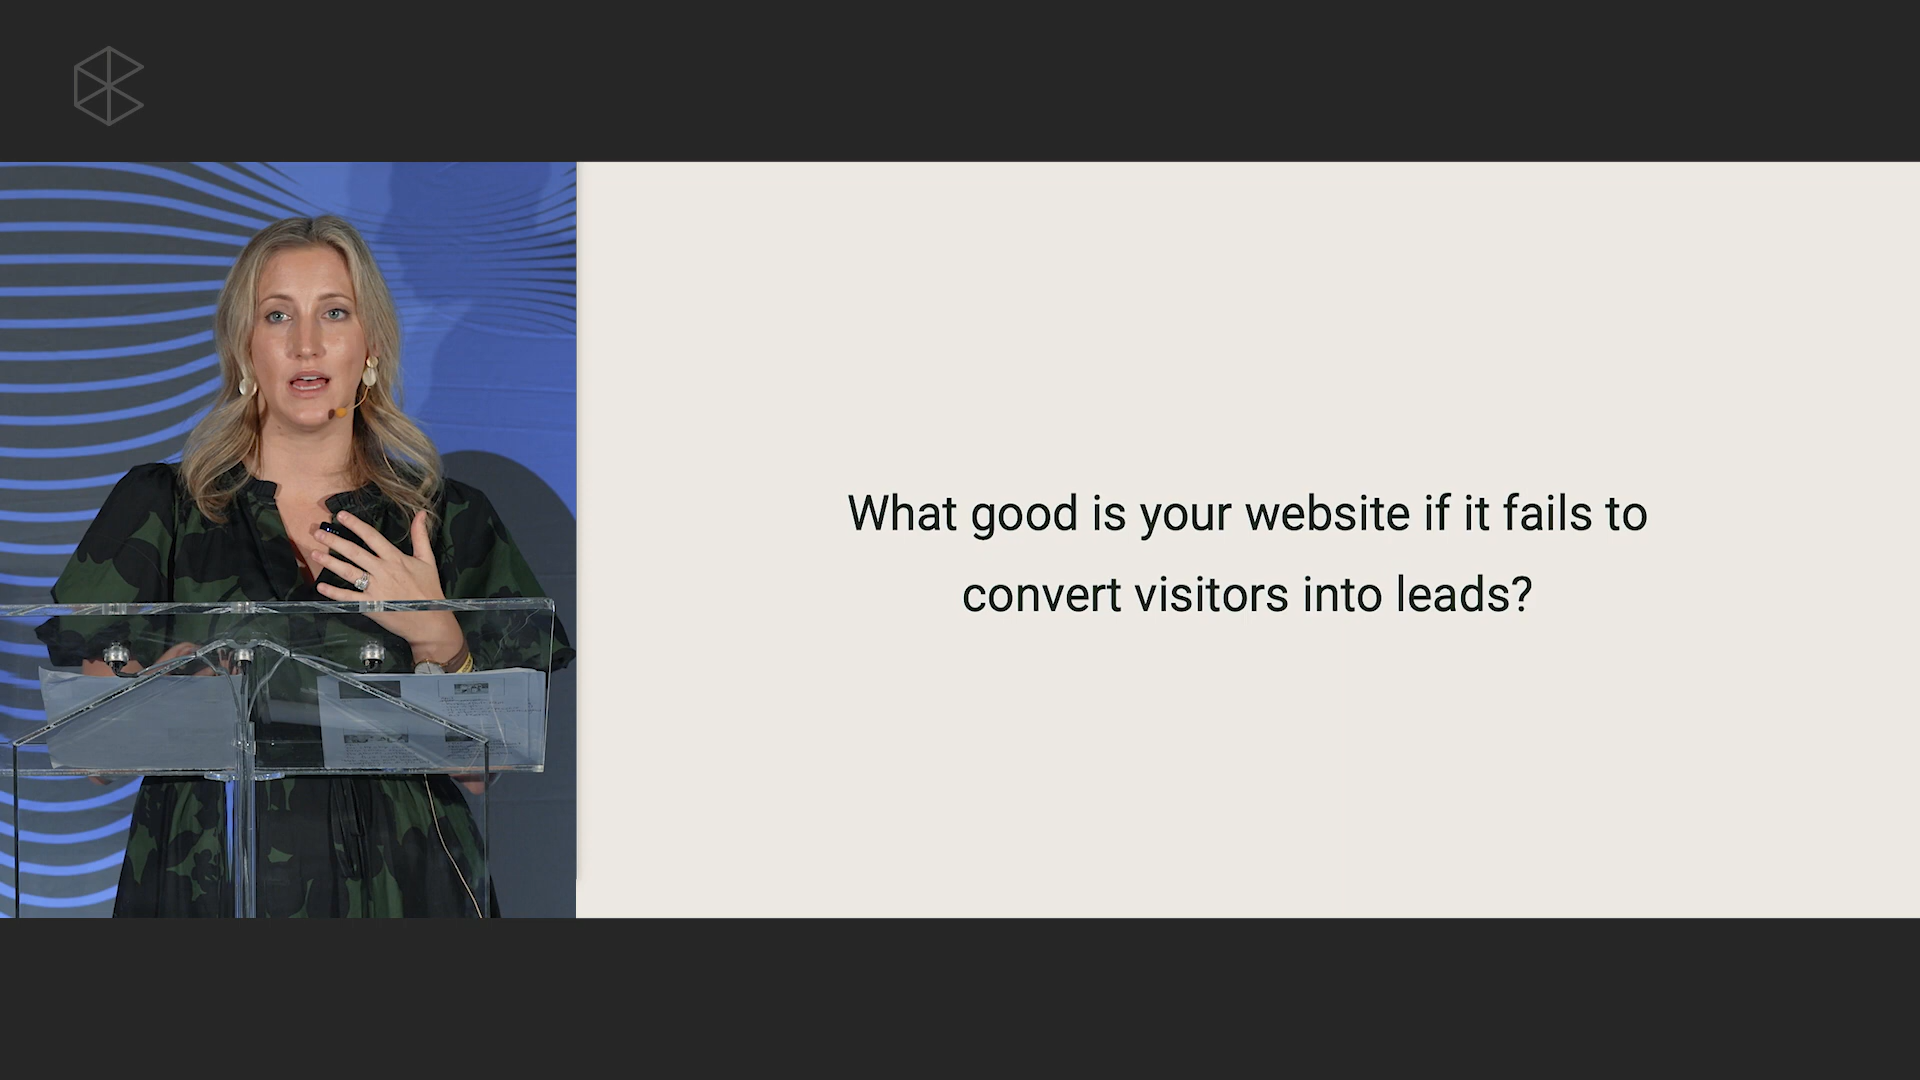 What good is your website if it fails to
convert visitors into leads?